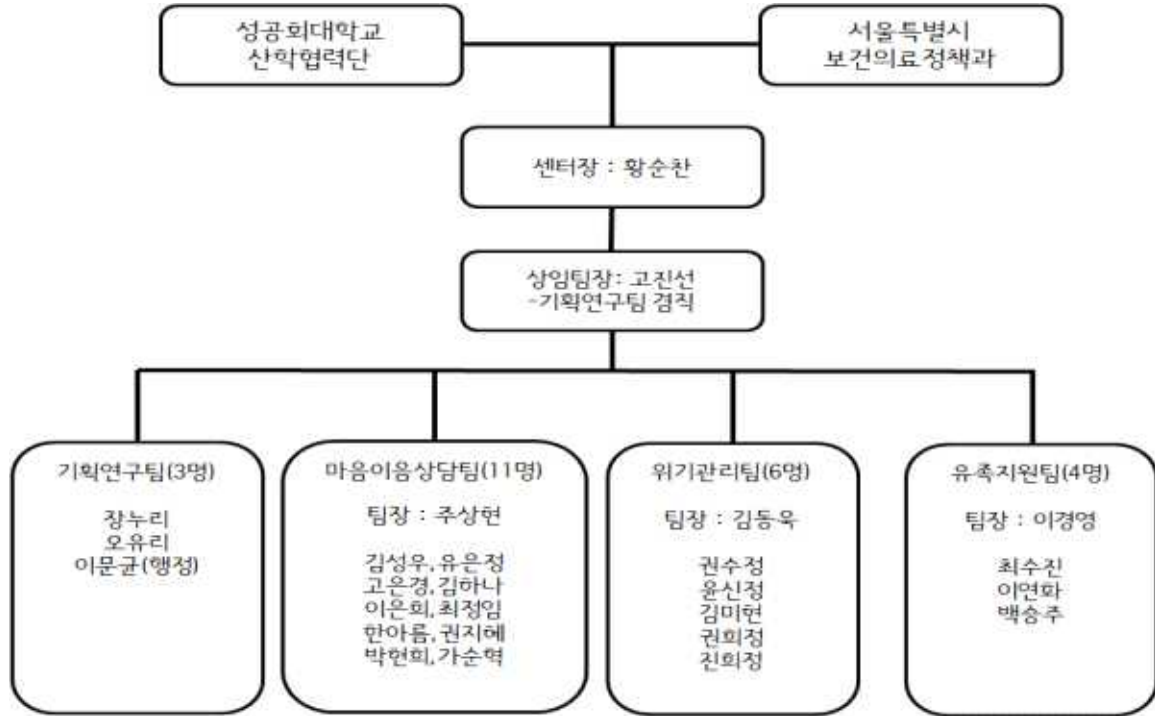 성공회대학교
산학협력단
서울특별시
보건의료정책과
센터장 : 황순찬
상임팀장: 고진선
-기획연구팀 겸직
기획연구팀(3명)
장누리
오유리
이문균(행정)
마음이음상담팀(11명)
팀장 : 주상현
김성우,유은정
고은경,김하나
이은희,최정임
한아름,권지혜
박현희,가순혁
위기관리팀(6명)
팀장 : 김동욱
권수정
윤신정
김미현
권희정
진희정
유족지원팀(4명)
팀장 : 이경영
최수진
이연화
백승주